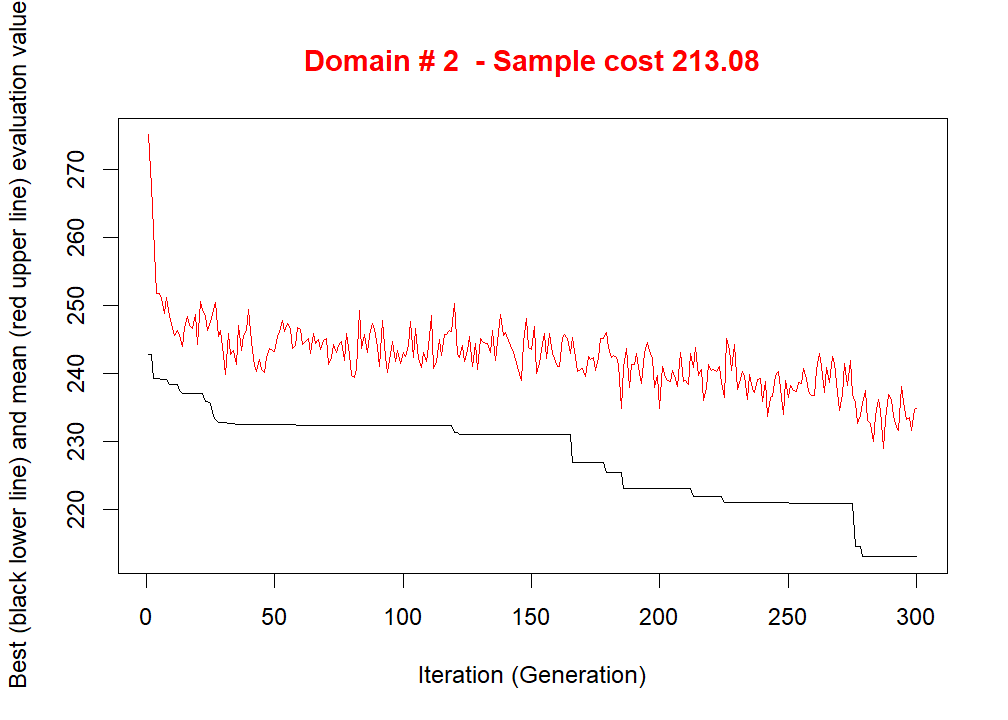 Domain # 2  - Sample cost 213.08
Best (black lower line) and mean (red upper line) evaluation value
270
260
250
240
230
220
0 50 100 150 200 250 300
Iteration (Generation)